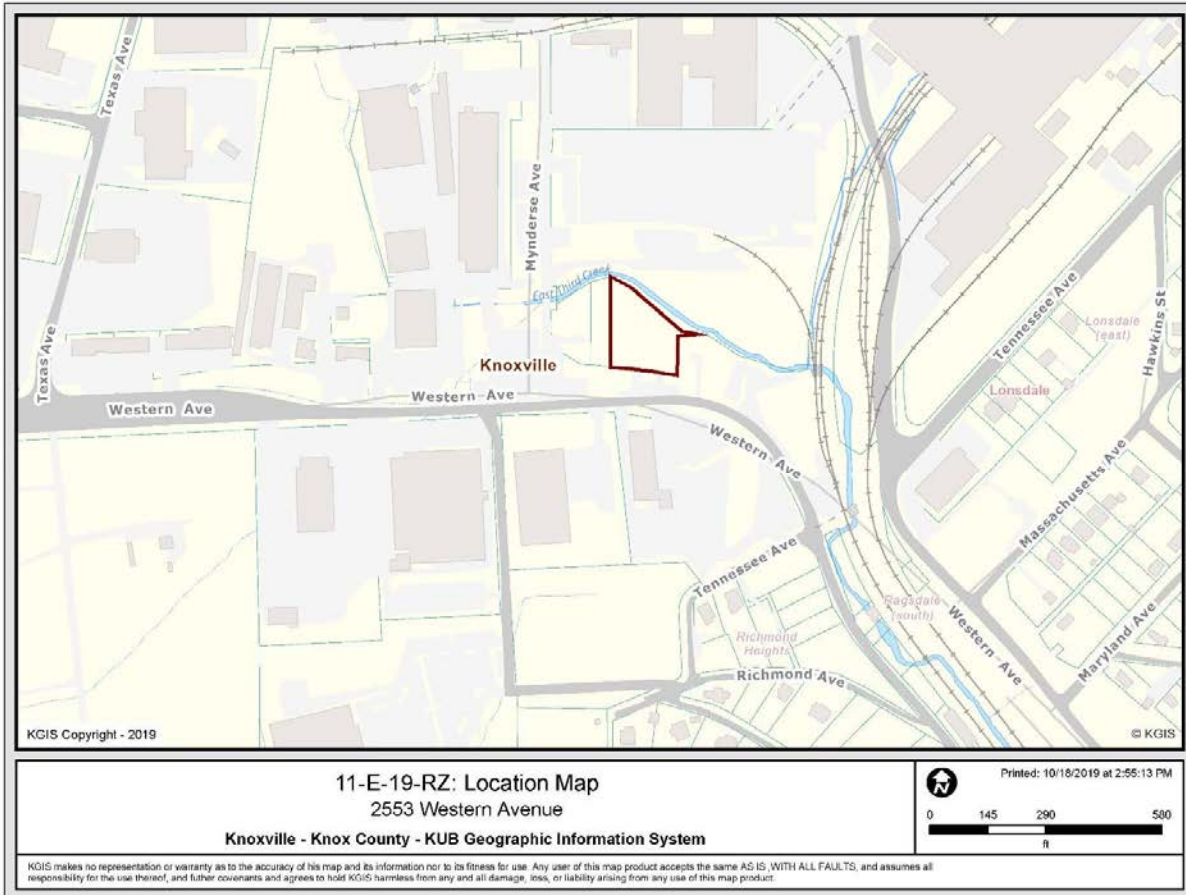 Texas Ave
Mynderse Ave
East Third Creek
Tennessee Ave
Lonsdale
(east)
Hawkins St
Lonsdale
Knoxville
Texas Ave
Western Ave
Western Ave
Western Ave
Massachusetts Ave
Tennessee Ave
Ragsdale
(south)
Western Ave
Richmond
Heights
Maryland Ave
Richmond Ave
KGIS Copyright - 2019
© KGIS
11-E-19-RZ: Location Map
2553 Western Avenue
Knoxville - Knox County - KUB Geographic Information System
N
Printed: 10/18/2019 at 2:55:13 PM
0 145 290 580
ft
KGIS makes no representation or warranty as to the accuracy of his map and its information nor to its fitness for use. Any user of this map product accepts the same AS IS ,WITH ALL FAULTS, and assumes all
responsibility for the use thereof, and futher covenants and agrees to hold KGIS harmless from any and all damage, loss, or liability arising from any use of this map product.